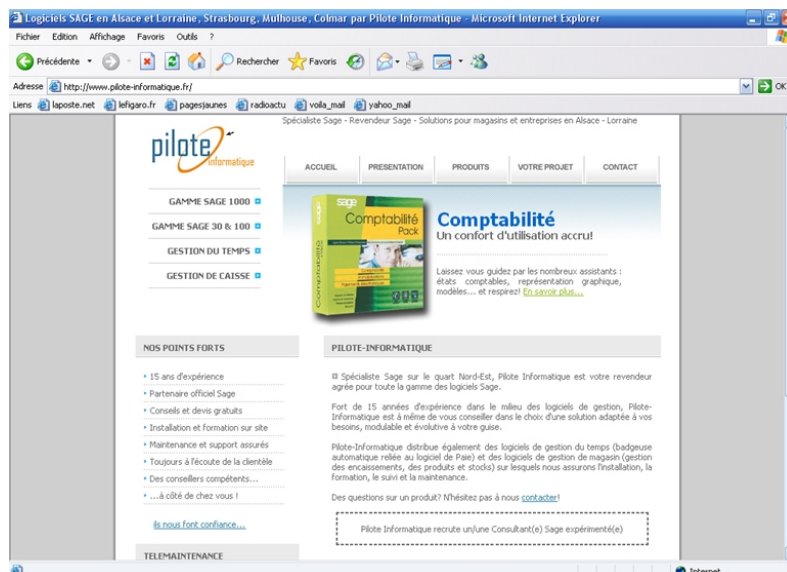 Logiciels SAGE en Alsace et Lorraine, Strasbourg, Mulhouse, Colmar par Pilote Informatique - Microsoft Internet Explorer
Fichier Edition Affichage Favoris Outils ?
Précédente Rechercher Favoris
Adresse http://www.pilote-informatique.fr/ OK
Liens laposte.net lefigaro.fr pagesjaunes radioactu voila_mail yahoo_mail
Spécialiste Sage - Revendeur Sage - Solutions pour magasins et entreprises en Alsace - Lorraine
pilote
informatique
ACCUEIL PRESENTATION PRODUITS VOTRE PROJET CONTACT
GAMME SAGE 1000
GAMME SAGE 30 & 100
GESTION DU TEMPS
GESTION DE CAISSE
sage
Comptabilité
Pack
Comptabilité
Un confort d'utilisation accru!
Laissez vous guidez par les nombreux assistants :
états comptables, représentation graphique,
modèles... et respirez! En savoir plus...
NOS POINTS FORTS
15 ans d'expérience
Partenaire officiel Sage
Conseils et devis gratuits
Installation et formation sur site
Maintenance et support assurés
Toujours à l'écoute de la clientèle
Des conseillers compétents...
...à côté de chez vous !
ils nous font confiance...
TELEMAINTENANCE
PILOTE-INFORMATIQUE
Spécialiste Sage sur le quart Nord-Est, Pilote Informatique est votre revendeur
agrée pour toute la gamme des logiciels Sage.
Fort de 15 années d'expérience dans le milieu des logiciels de gestion, Pilote-
Informatique est à même de vous conseiller dans le choix d'une solution adaptée à vos
besoins, modulable et évolutive à votre guise.
Pilote-Informatique distribue également des logiciels de gestion du temps (badgeuse
automatique reliée au logiciel de Paie) et des logiciels de gestion de magasin (gestion
des encaissements, des produits et stocks) sur lesquels nous assurons l'installation, la
formation, le suivi et la maintenance.
Des questions sur un produit? N'hésitez pas à nous contacter!
Pilote Informatique recrute un/une Consultant(e) Sage expérimenté(e)
Internet